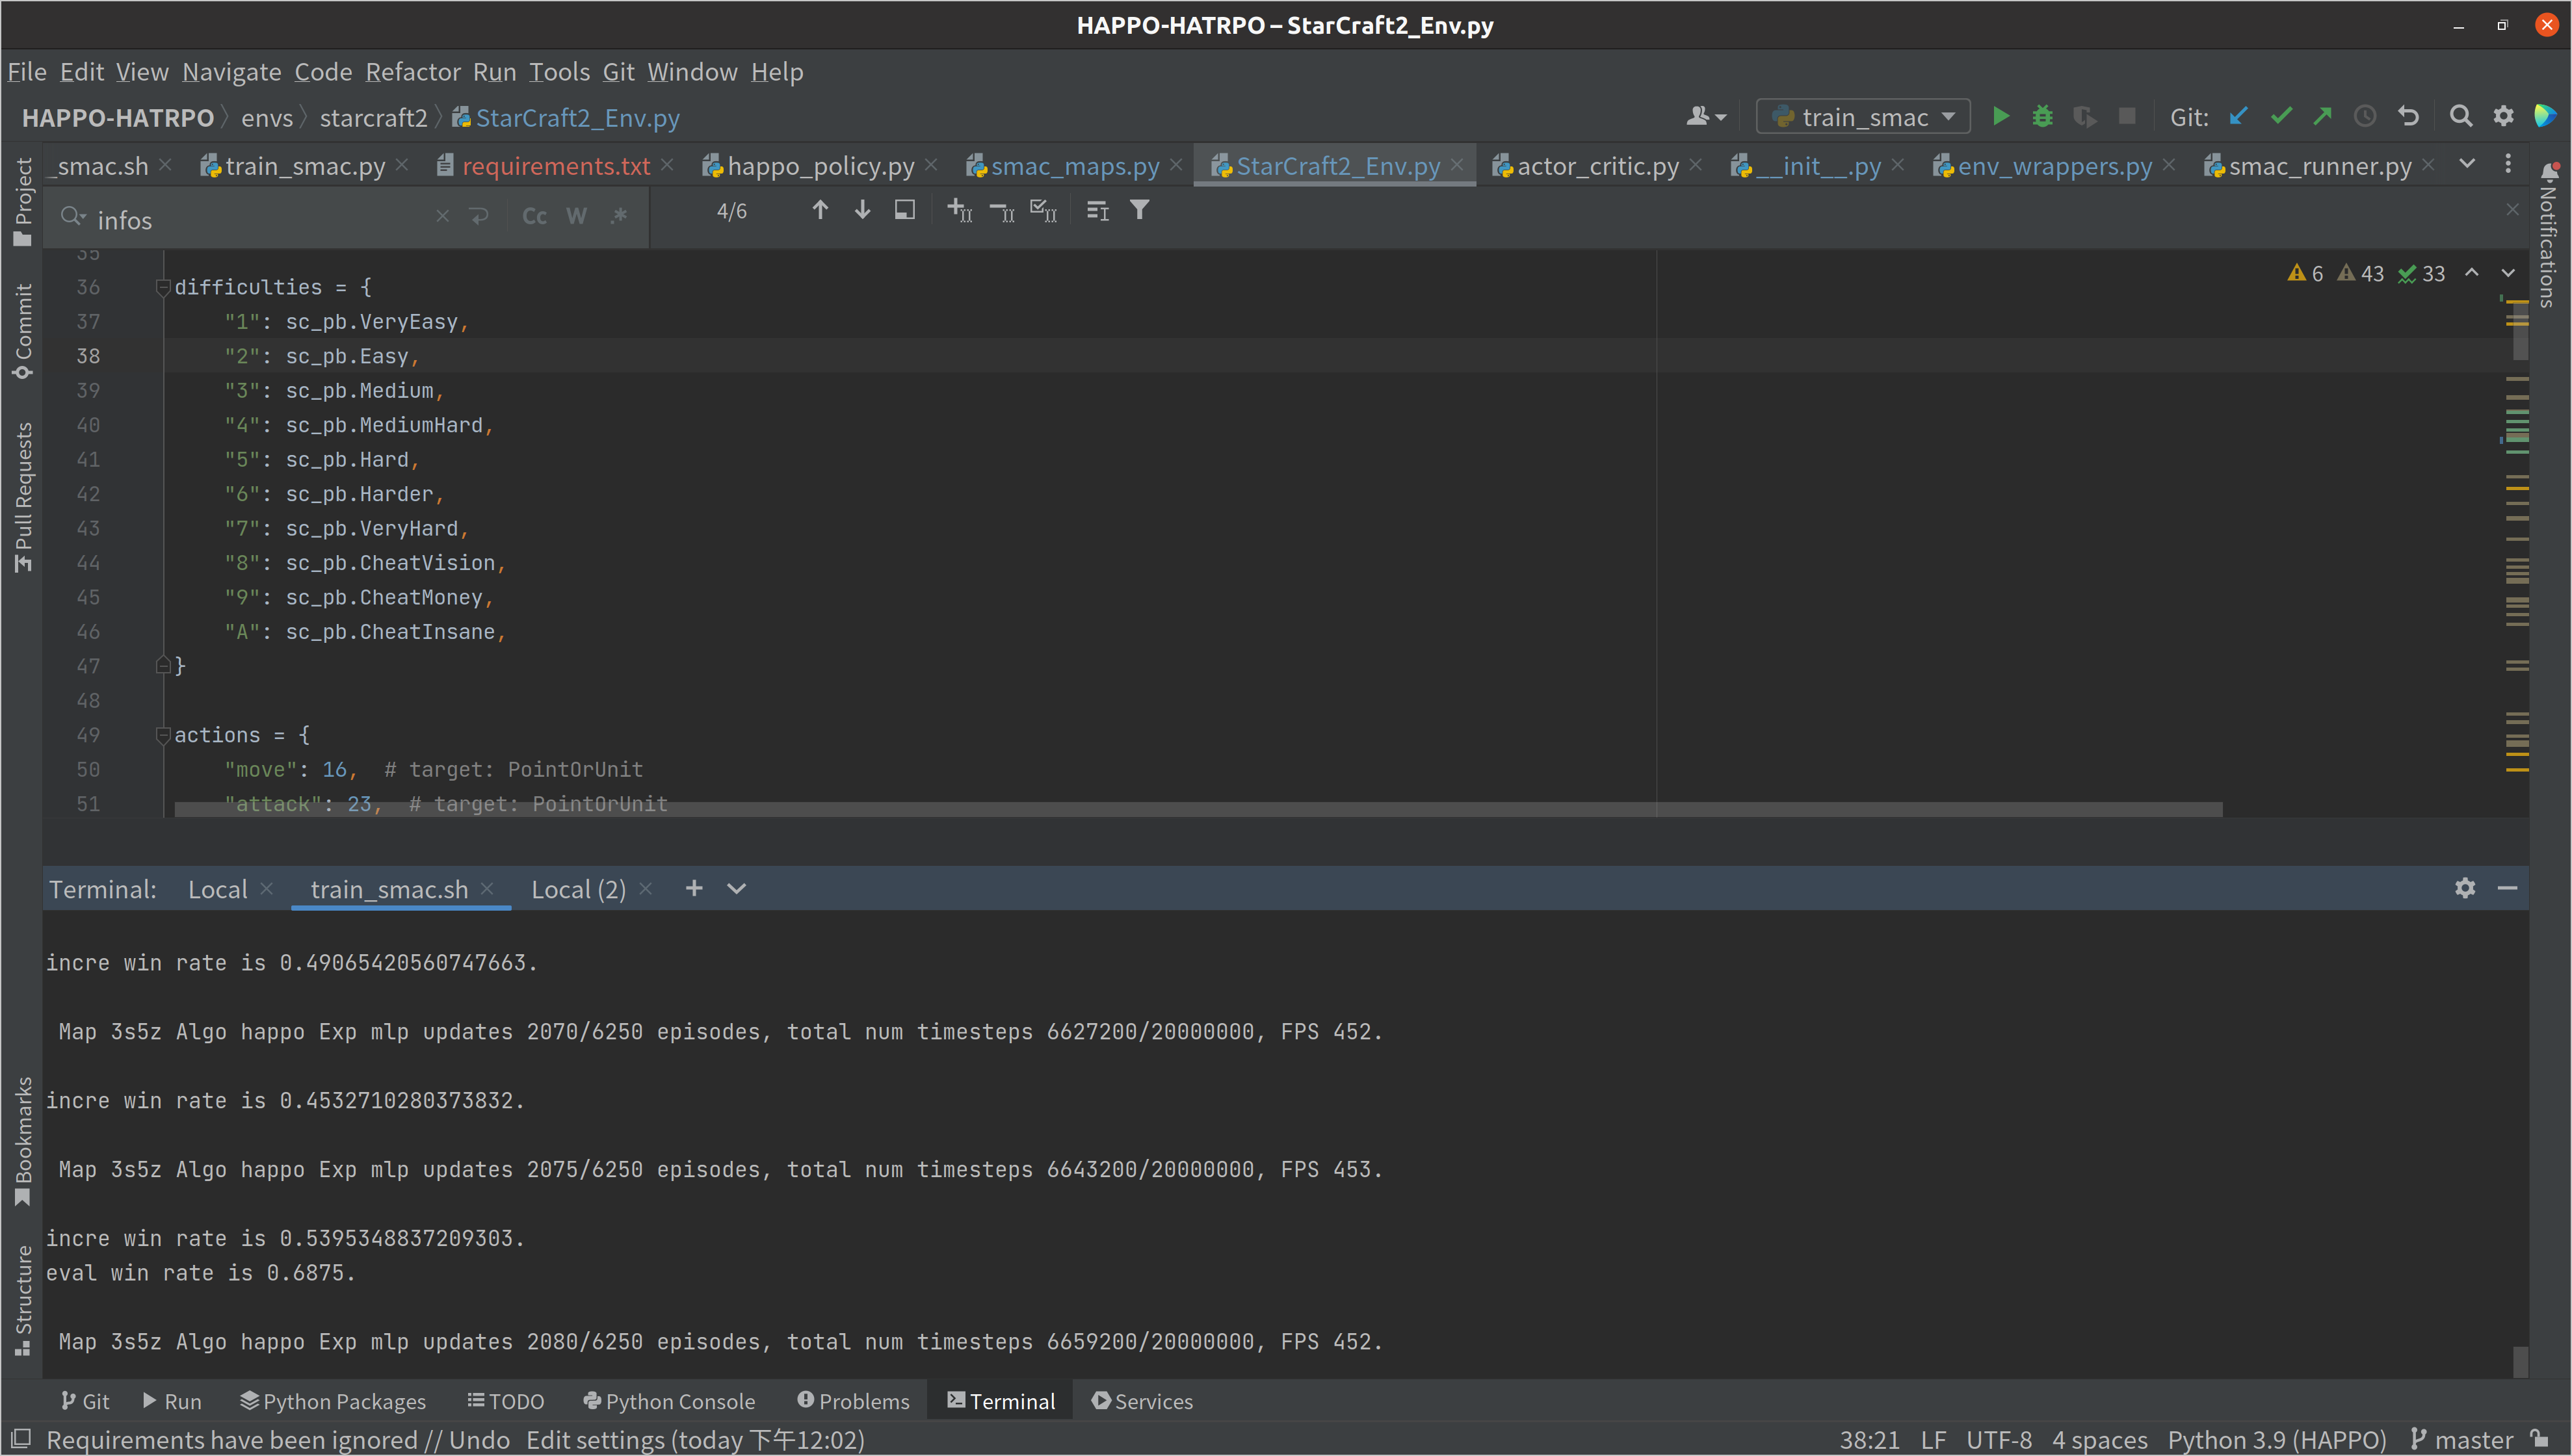 HAPPO-HATRPO – StarCraft2_Env.py
File Edit View Navigate Code Refactor Run Tools Git Window Help
HAPPO-HATRPO envs starcraft2 StarCraft2_Env.py train_smac Git:
_smac.sh train_smac.py requirements.txt happo_policy.py smac_maps.py StarCraft2_Env.py actor_critic.py __init__.py env_wrappers.py smac_runner.py
infos Cc W .* 4/6
6 43 33
35
36 difficulties = {
37 "1": sc_pb.VeryEasy,
38 "2": sc_pb.Easy,
39 "3": sc_pb.Medium,
40 "4": sc_pb.MediumHard,
41 "5": sc_pb.Hard,
42 "6": sc_pb.Harder,
43 "7": sc_pb.VeryHard,
44 "8": sc_pb.CheatVision,
45 "9": sc_pb.CheatMoney,
46 "A": sc_pb.CheatInsane,
47 }
48
49 actions = {
50 "move": 16,  # target: PointOrUnit
51 "attack": 23,  # target: PointOrUnit
Project
Commit
Pull Requests
Bookmarks
Structure
Notifications
Terminal: Local train_smac.sh Local (2)
incre win rate is 0.49065420560747663.
Map 3s5z Algo happo Exp mlp updates 2070/6250 episodes, total num timesteps 6627200/20000000, FPS 452.
incre win rate is 0.4532710280373832.
Map 3s5z Algo happo Exp mlp updates 2075/6250 episodes, total num timesteps 6643200/20000000, FPS 453.
incre win rate is 0.5395348837209303.
eval win rate is 0.6875.
Map 3s5z Algo happo Exp mlp updates 2080/6250 episodes, total num timesteps 6659200/20000000, FPS 452.
Git Run Python Packages TODO Python Console Problems Terminal Services
Requirements have been ignored // Undo Edit settings (today 下午12:02) 38:21 LF UTF-8 4 spaces Python 3.9 (HAPPO) master